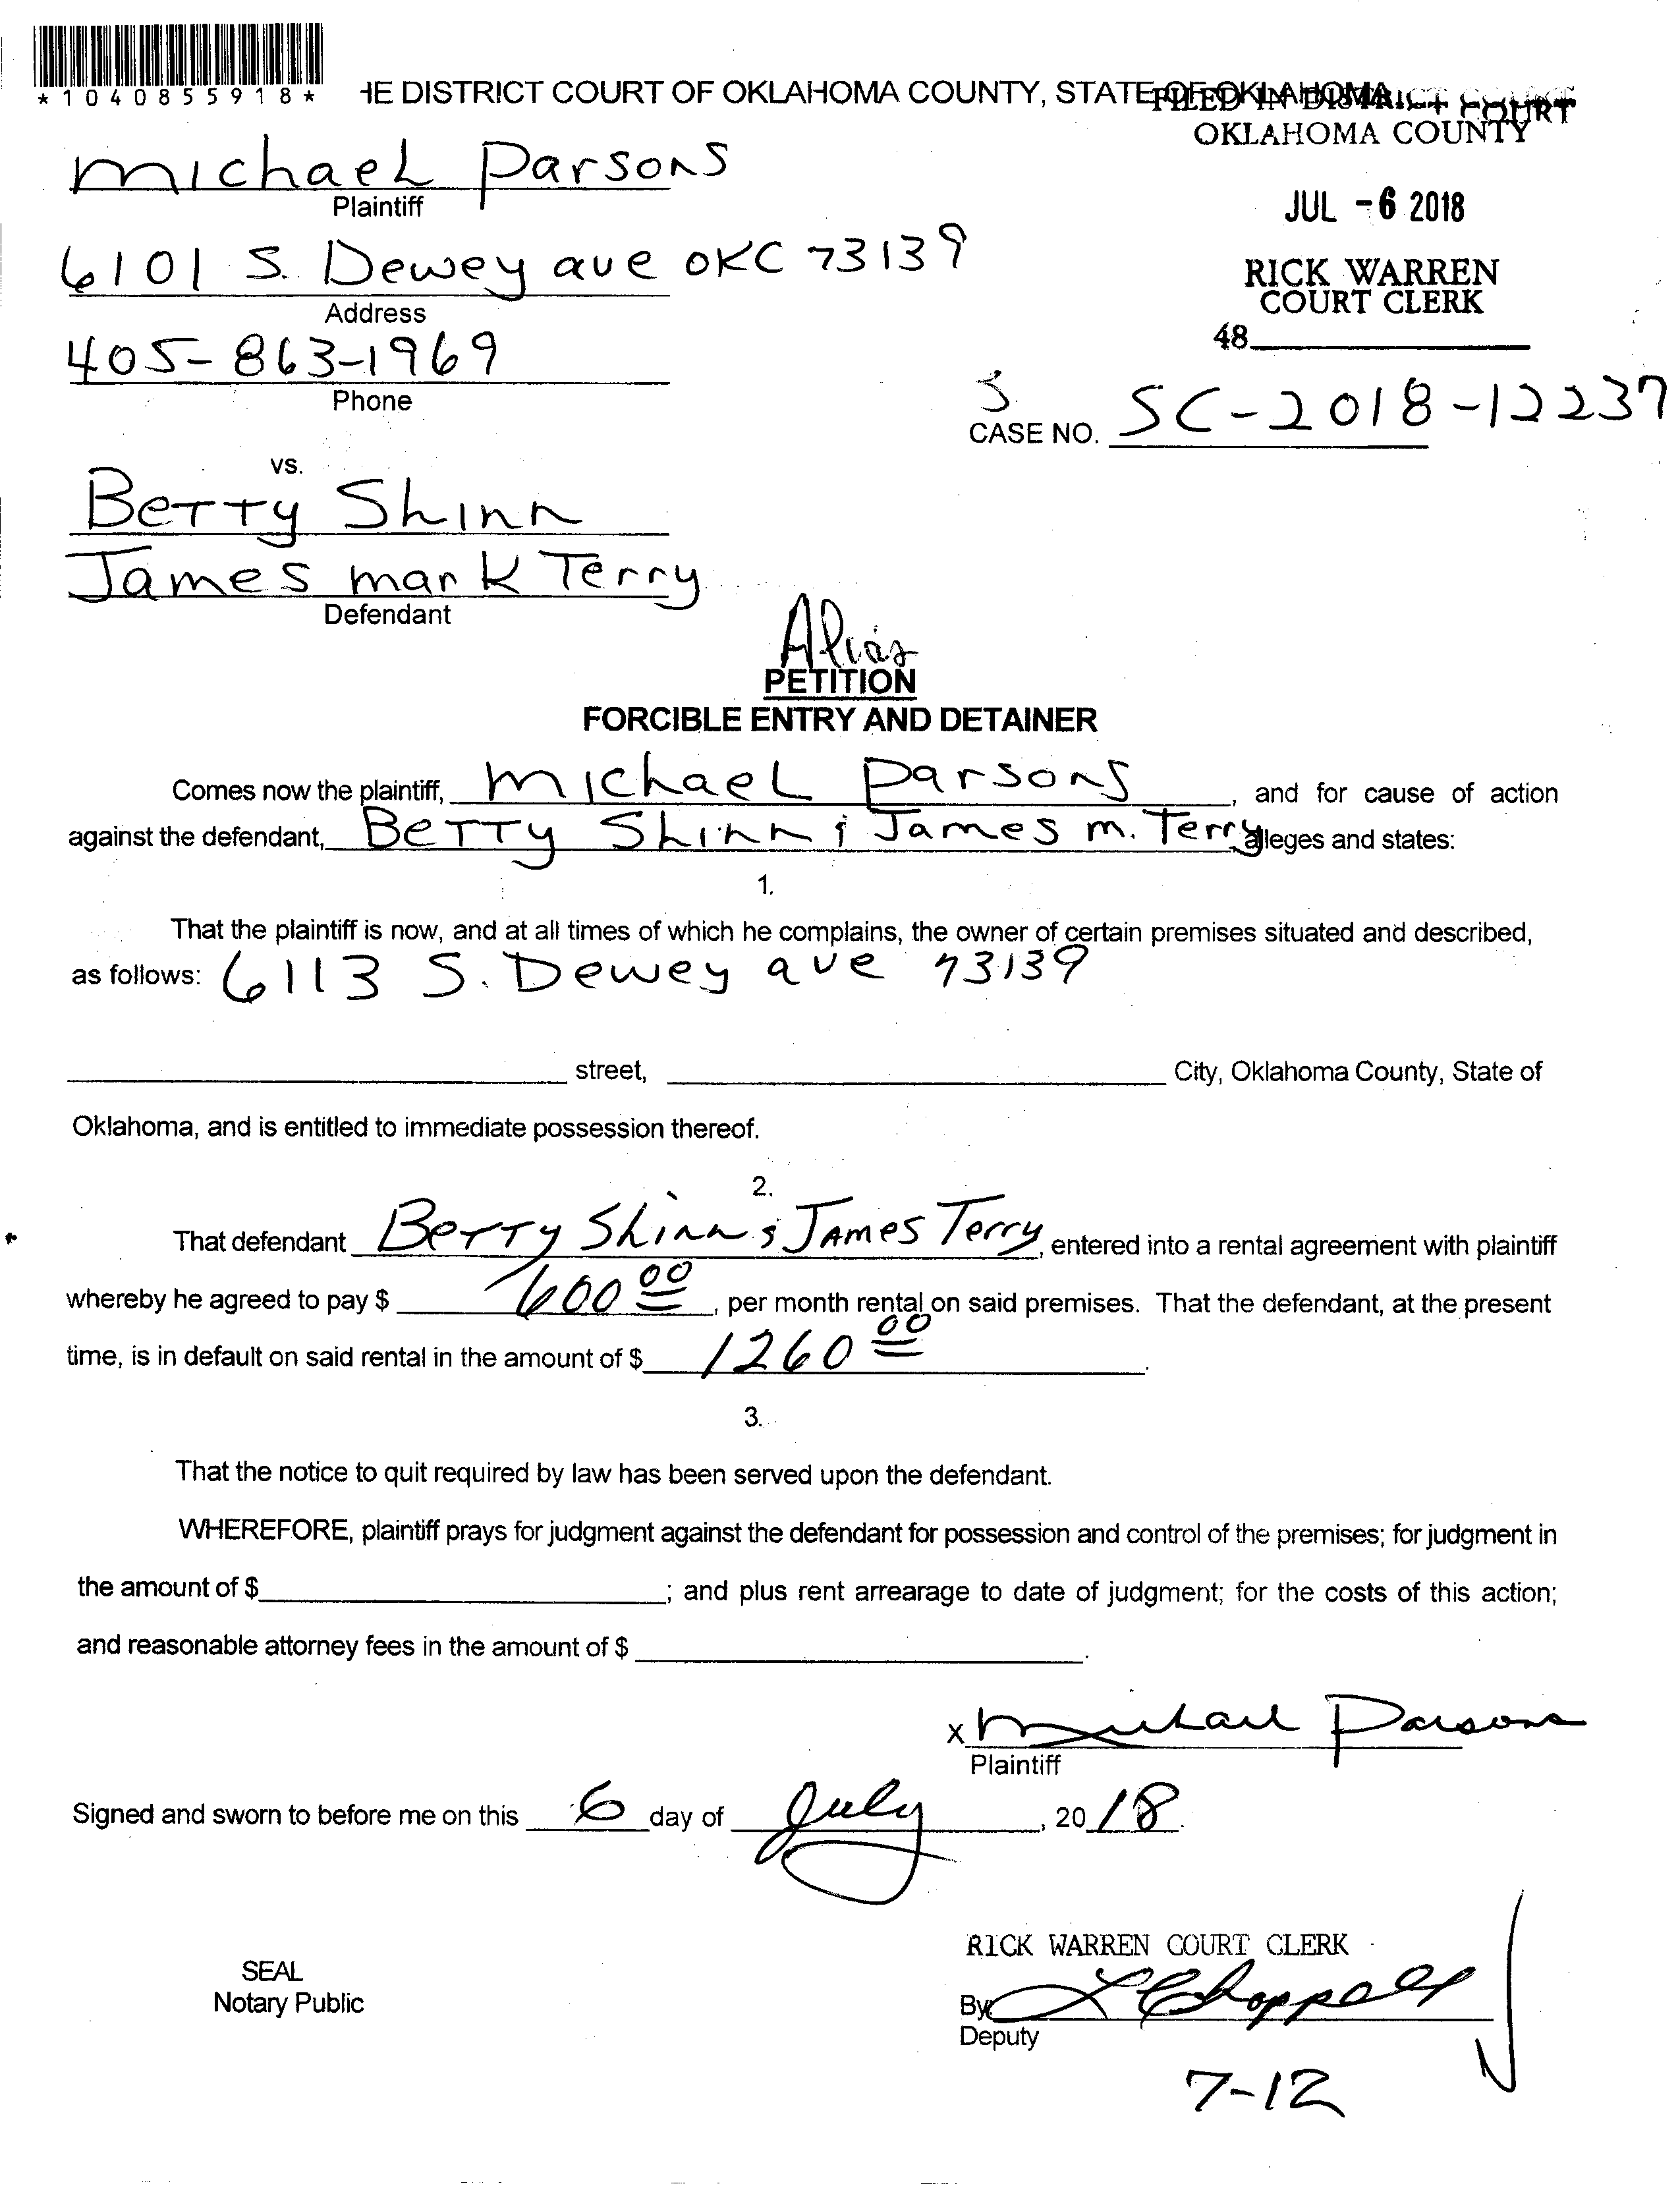 *1040855918*
HE DISTRICT COURT OF OKLAHOMA COUNTY, STATE OF OKLAHOMA
FILED IN DISTRICT COURT
OKLAHOMA COUNTY
michael Parsons
Plaintiff
JUL -6 2018
6101 S. Dewey ave OKC 73139
Address
RICK WARREN
COURT CLERK
405-863-1969
Phone
48
CASE NO. SC-2018-12237
vs.
Betty Shinn
James mark Terry
Defendant
Alias
PETITION
FORCIBLE ENTRY AND DETAINER
Comes now the plaintiff, michael Parsons, and for cause of action
against the defendant, Betty Shinn & James m. Terry alleges and states:
1.
That the plaintiff is now, and at all times of which he complains, the owner of certain premises situated and described,
as follows: 6113 S. Dewey ave 73139
street, City, Oklahoma County, State of
Oklahoma, and is entitled to immediate possession thereof.
2.
That defendant Betty Shinn & James Terry, entered into a rental agreement with plaintiff
whereby he agreed to pay $ 600 00, per month rental on said premises. That the defendant, at the present
time, is in default on said rental in the amount of $ 1260 00.
3.
That the notice to quit required by law has been served upon the defendant.
WHEREFORE, plaintiff prays for judgment against the defendant for possession and control of the premises; for judgment in
the amount of $ ; and plus rent arrearage to date of judgment; for the costs of this action;
and reasonable attorney fees in the amount of $ .
x Michael Parsons
Plaintiff
Signed and sworn to before me on this 6 day of July, 20 18.
RICK WARREN COURT CLERK
SEAL
Notary Public
By: L Chappell
Deputy
7-12